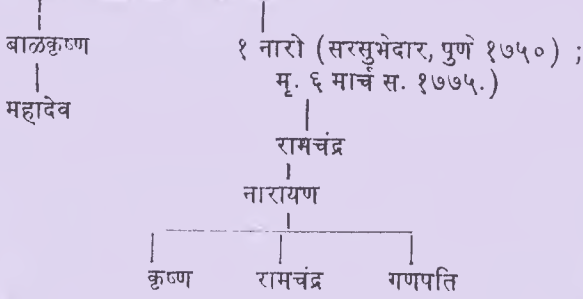 बाळकृष्ण १ नारो (सरसुभेदार, पुणें १७५०) ;
महादेव मृ. ६ मार्च स. १७७५.)
रामचंद्र
नारायण
कृष्ण रामचंद्र गणपति